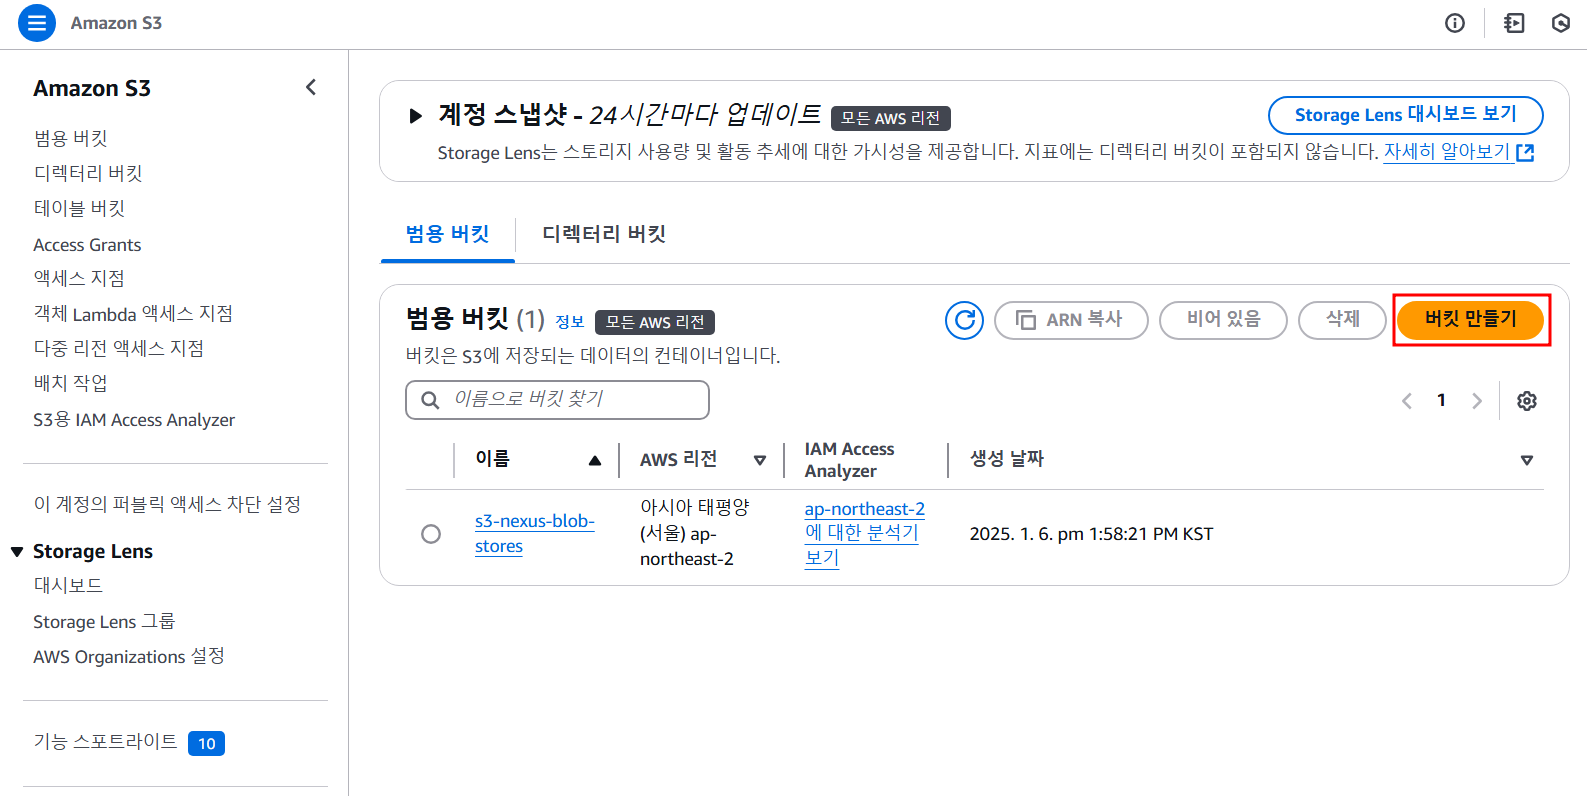 Amazon S3
Amazon S3
범용 버킷
디렉터리 버킷
테이블 버킷
Access Grants
액세스 지점
객체 Lambda 액세스 지점
다중 리전 액세스 지점
배치 작업
S3용 IAM Access Analyzer
이 계정의 퍼블릭 액세스 차단 설정
Storage Lens
대시보드
Storage Lens 그룹
AWS Organizations 설정
기능 스포트라이트 10
계정 스냅샷 - 24시간마다 업데이트 모든 AWS 리전
Storage Lens 대시보드 보기
Storage Lens는 스토리지 사용량 및 활동 추세에 대한 가시성을 제공합니다. 지표에는 디렉터리 버킷이 포함되지 않습니다. 자세히 알아보기
범용 버킷 디렉터리 버킷
범용 버킷 (1) 정보 모든 AWS 리전
ARN 복사 비어 있음 삭제 버킷 만들기
버킷은 S3에 저장되는 데이터의 컨테이너입니다.
이름으로 버킷 찾기
1
이름
AWS 리전
IAM Access
Analyzer
생성 날짜
s3-nexus-blob-
stores
아시아 태평양
(서울) ap-
northeast-2
ap-northeast-2
에 대한 분석기
보기
2025. 1. 6. pm 1:58:21 PM KST